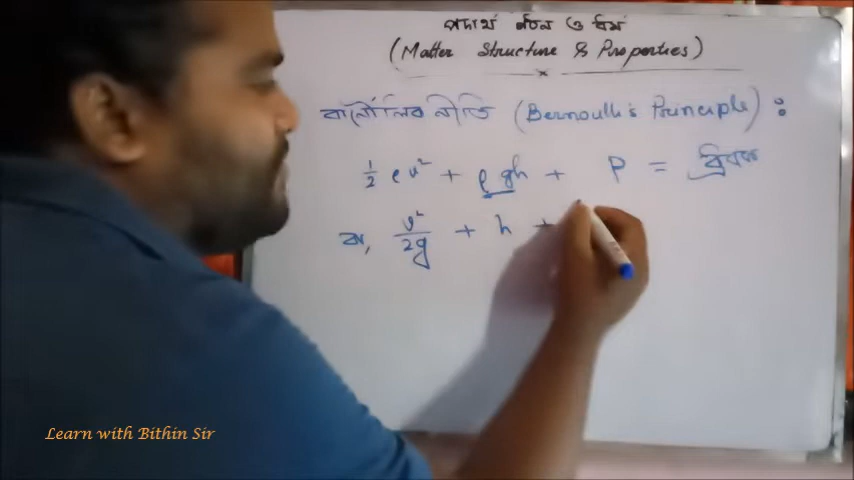 পদার্থ গঠন ও ধর্ম
(Matter Structure & Properties)
বার্নৌলির নীতি (Bernoulli's Principle) :
½ ρv² + ρgh + P = ধ্রুবক
বা, v²/2g + h +
Learn with Bithin Sir